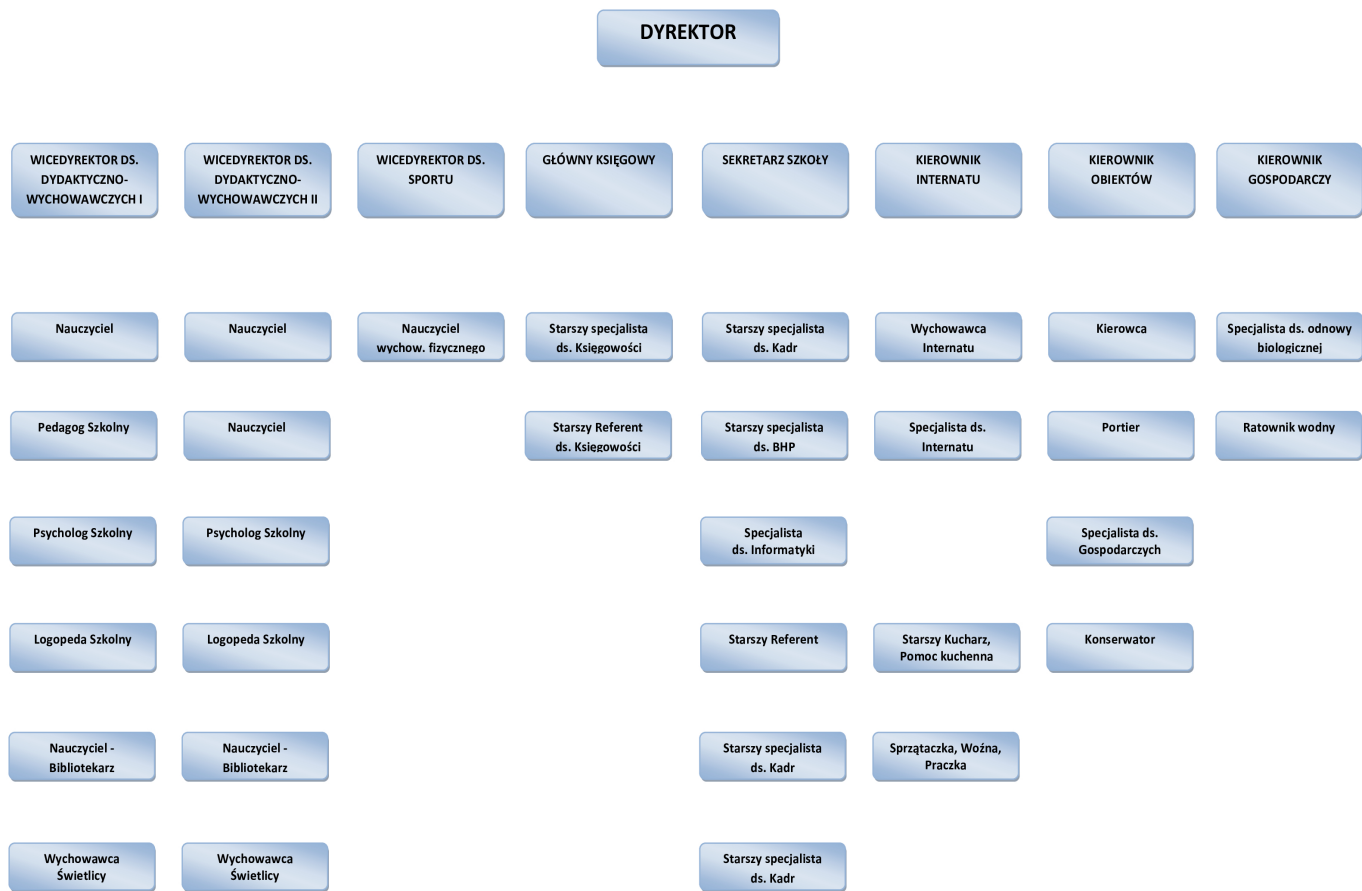 DYREKTOR
WICEDYREKTOR DS.
DYDAKTYCZNO-
WYCHOWAWCZYCH I
WICEDYREKTOR DS.
DYDAKTYCZNO-
WYCHOWAWCZYCH II
WICEDYREKTOR DS.
SPORTU
GŁÓWNY KSIĘGOWY
SEKRETARZ SZKOŁY
KIEROWNIK
INTERNATU
KIEROWNIK
OBIEKTÓW
KIEROWNIK
GOSPODARCZY
Nauczyciel
Nauczyciel
Nauczyciel
wychow. fizycznego
Starszy specjalista
ds. Księgowości
Starszy specjalista
ds. Kadr
Wychowawca
Internatu
Kierowca
Specjalista ds. odnowy
biologicznej
Pedagog Szkolny
Nauczyciel
Starszy Referent
ds. Księgowości
Starszy specjalista
ds. BHP
Specjalista ds.
Internatu
Portier
Ratownik wodny
Psycholog Szkolny
Psycholog Szkolny
Specjalista
ds. Informatyki
Specjalista ds.
Gospodarczych
Logopeda Szkolny
Logopeda Szkolny
Starszy Referent
Starszy Kucharz,
Pomoc kuchenna
Konserwator
Nauczyciel -
Bibliotekarz
Nauczyciel -
Bibliotekarz
Starszy specjalista
ds. Kadr
Sprzątaczka, Woźna,
Praczka
Wychowawca
Świetlicy
Wychowawca
Świetlicy
Starszy specjalista
ds. Kadr